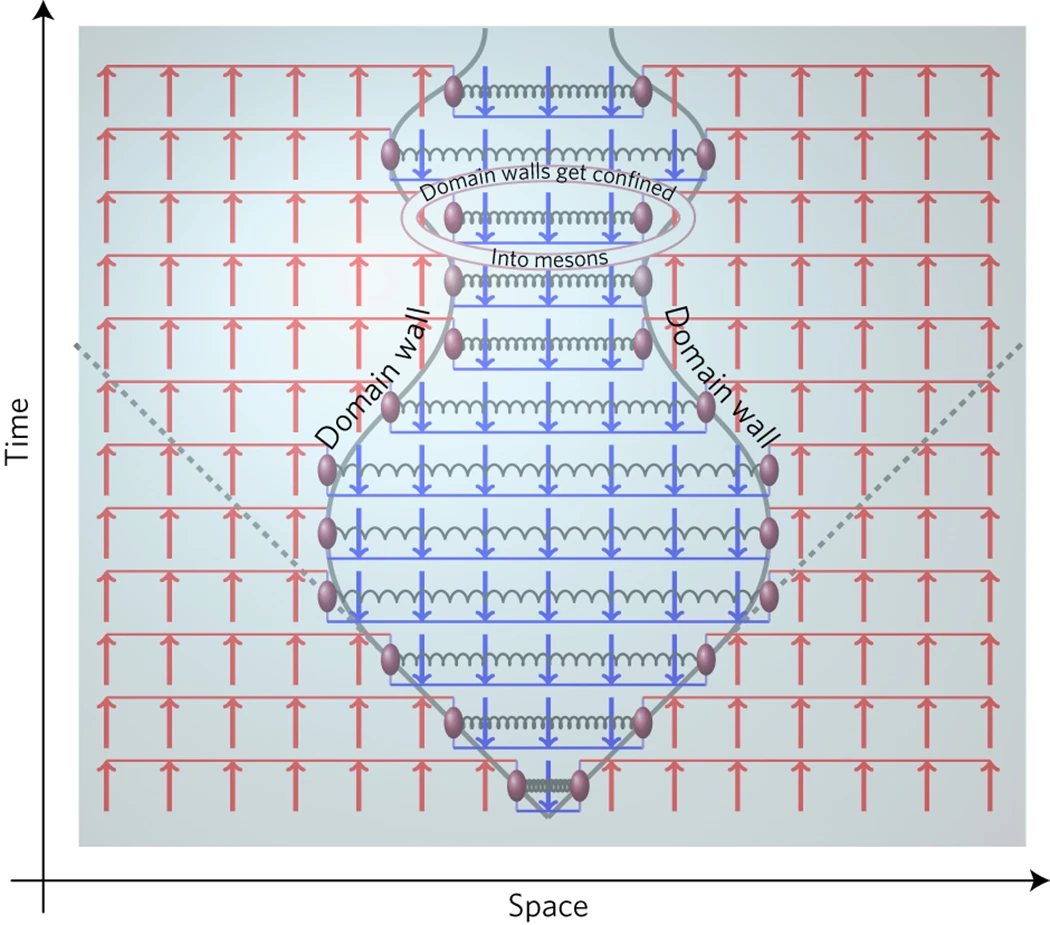 Domain walls get confined
Into mesons
Domain wall
Domain wall
Time
Space